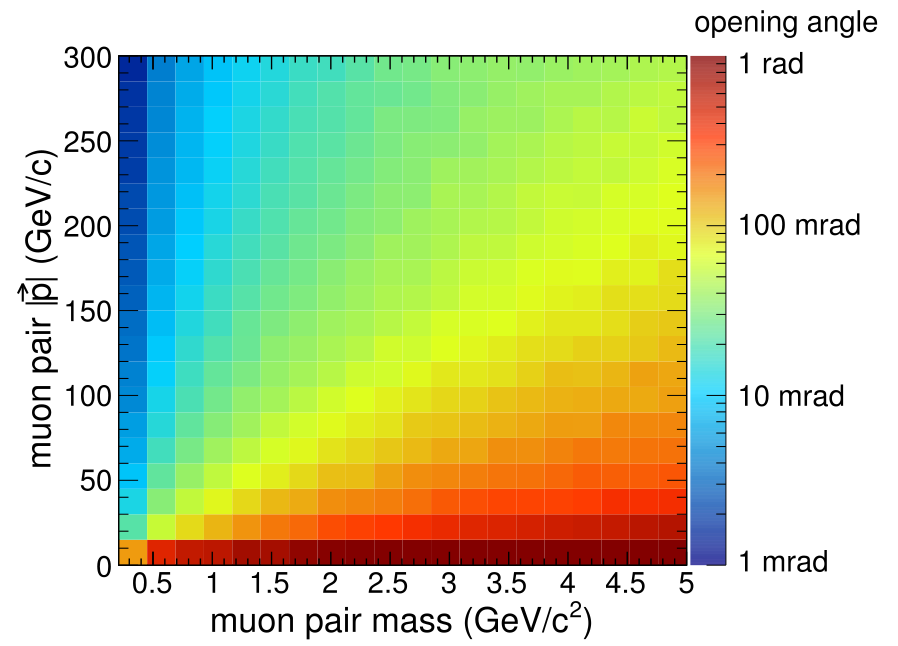 opening angle
300
250
200
150
100
50
0
muon pair |p⃗| (GeV/c)
0.5 1 1.5 2 2.5 3 3.5 4 4.5 5
muon pair mass (GeV/c²)
1 rad
100 mrad
10 mrad
1 mrad